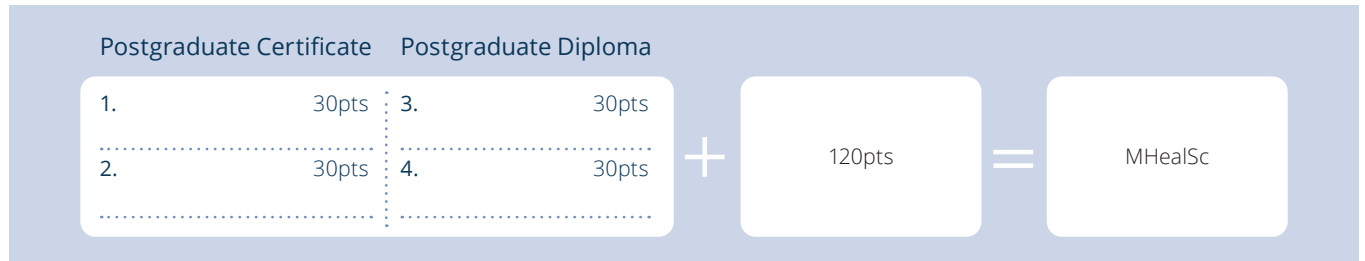 Postgraduate Certificate Postgraduate Diploma
1. 30pts 3. 30pts
2. 30pts 4. 30pts
+ 120pts = MHealSc